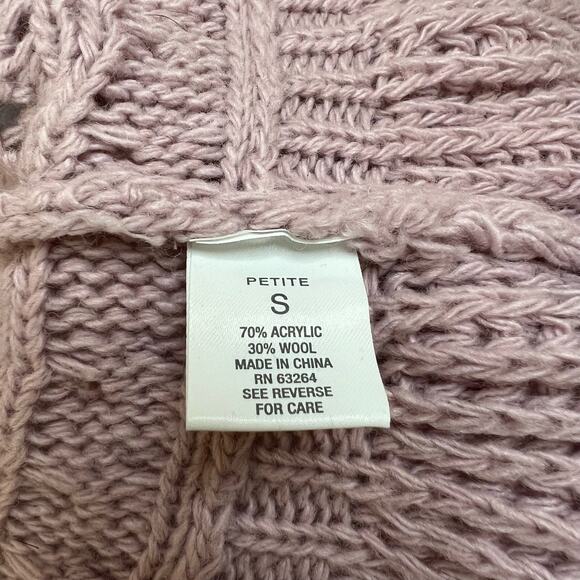 PETITE
S
70% ACRYLIC
30% WOOL
MADE IN CHINA
RN 63264
SEE REVERSE
FOR CARE